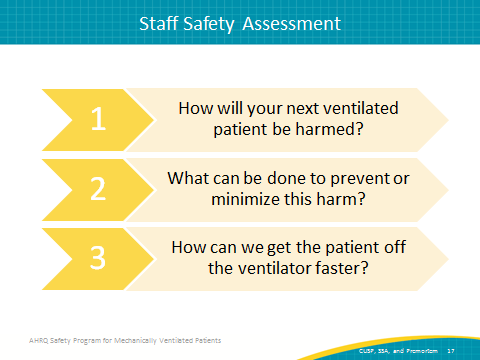 Staff Safety Assessment
1
How will your next ventilated
patient be harmed?
2
What can be done to prevent or
minimize this harm?
3
How can we get the patient off
the ventilator faster?
AHRQ Safety Program for Mechanically Ventilated Patients
CUSP, SSA, and Premortem 17